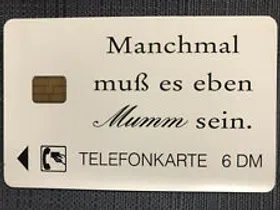 Manchmal
muß es eben
Mumm sein.
TELEFONKARTE 6 DM